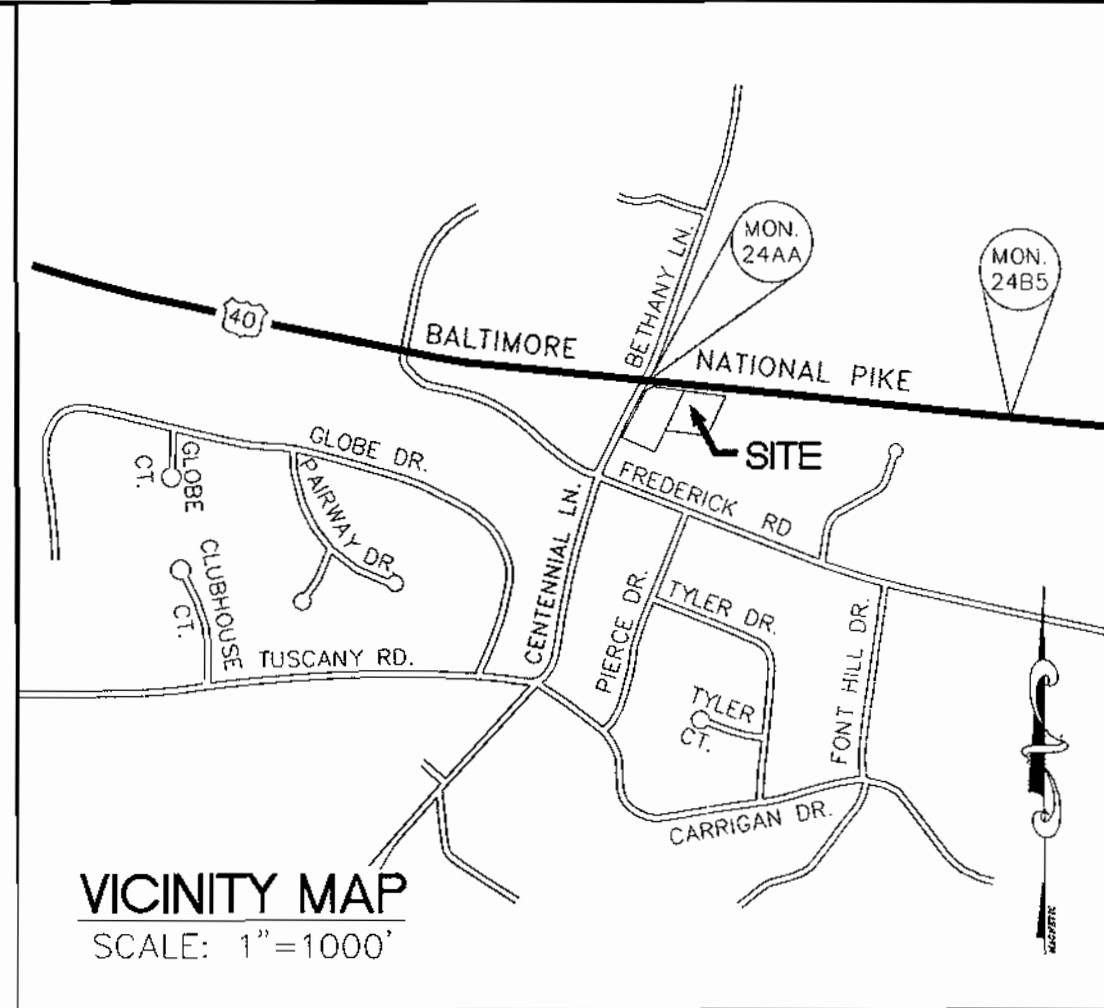 MON.
24AA
MON.
24B5
BETHANY LN.
40
BALTIMORE
NATIONAL PIKE
SITE
GLOBE DR.
GLOBE
CT.
FAIRWAY DR.
FREDERICK RD
CENTENNIAL LN.
CLUBHOUSE
CT.
PIERCE DR.
TYLER DR.
TUSCANY RD.
TYLER
CT.
FONT HILL DR.
CARRIGAN DR.
VICINITY MAP
SCALE: 1"=1000'
MAGNETIC